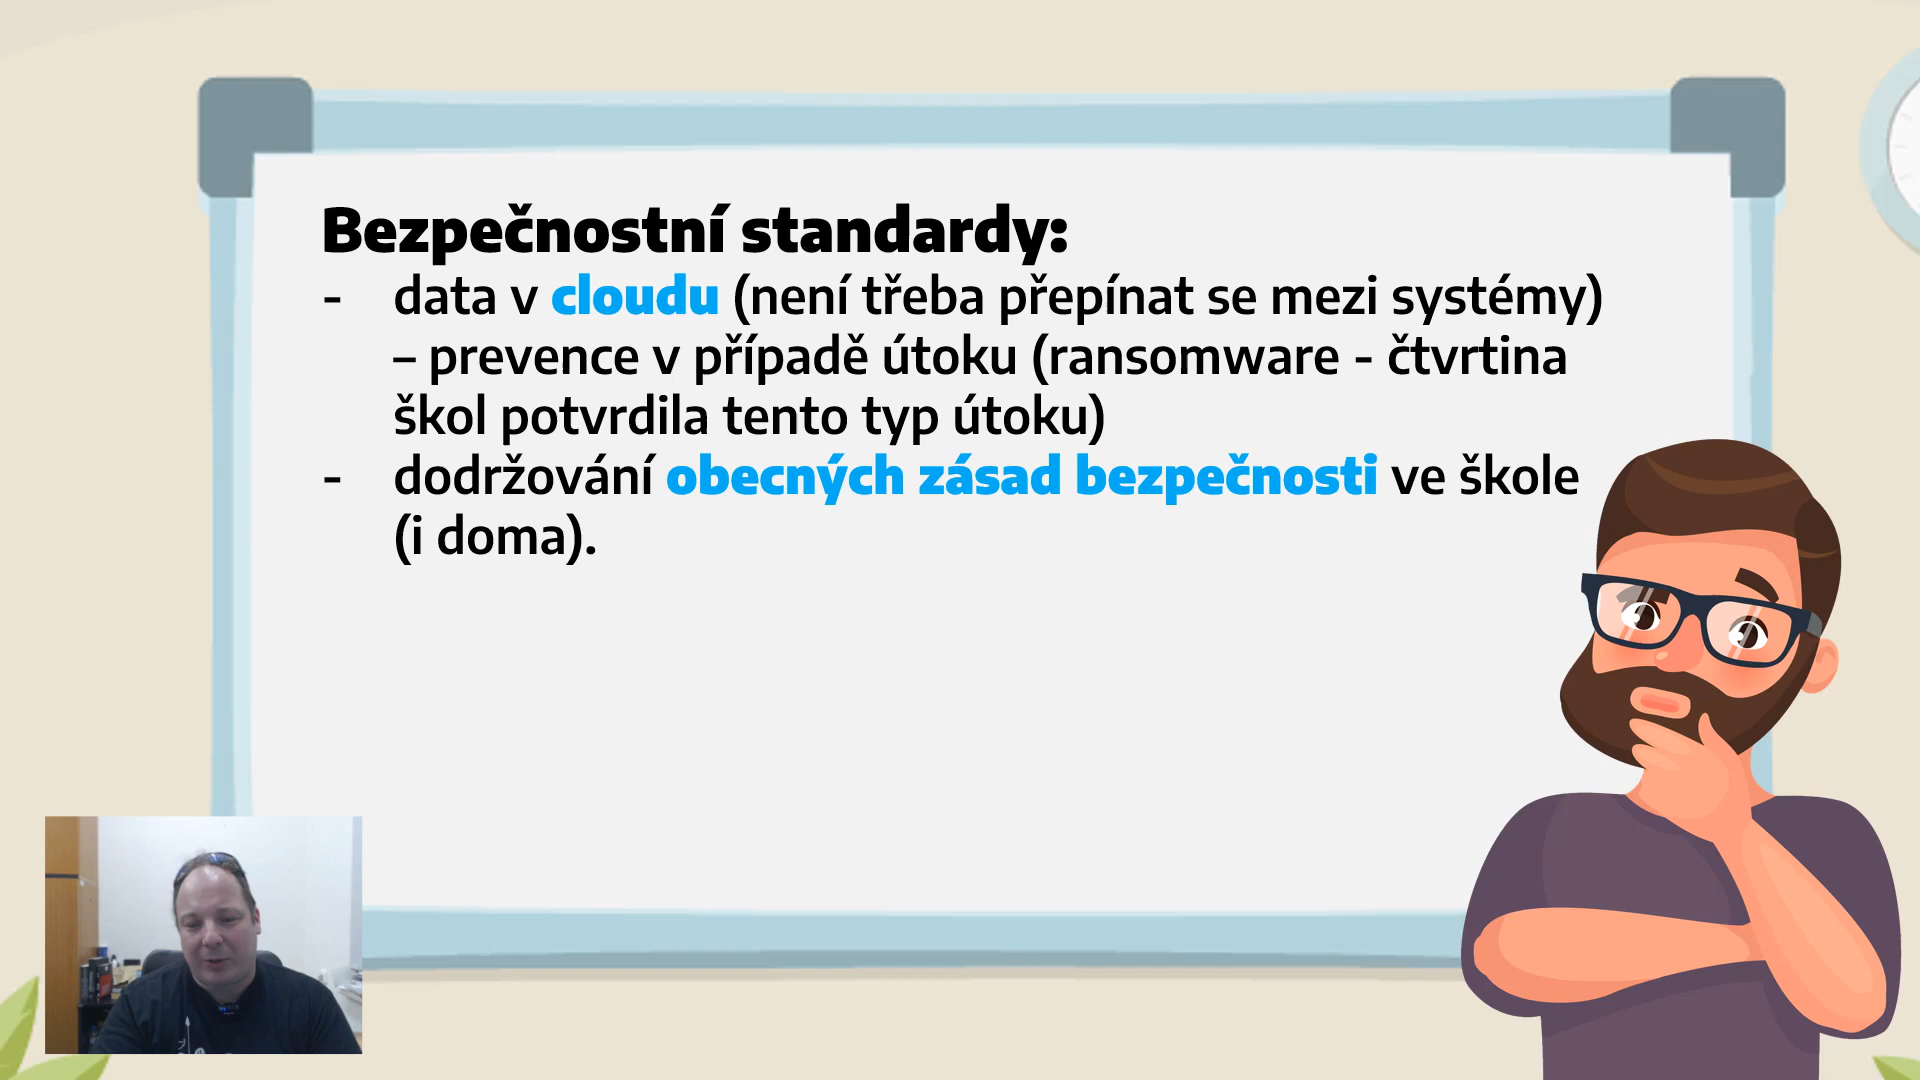 Bezpečnostní standardy:
- data v cloudu (není třeba přepínat se mezi systémy)
– prevence v případě útoku (ransomware - čtvrtina
škol potvrdila tento typ útoku)
- dodržování obecných zásad bezpečnosti ve škole
(i doma).